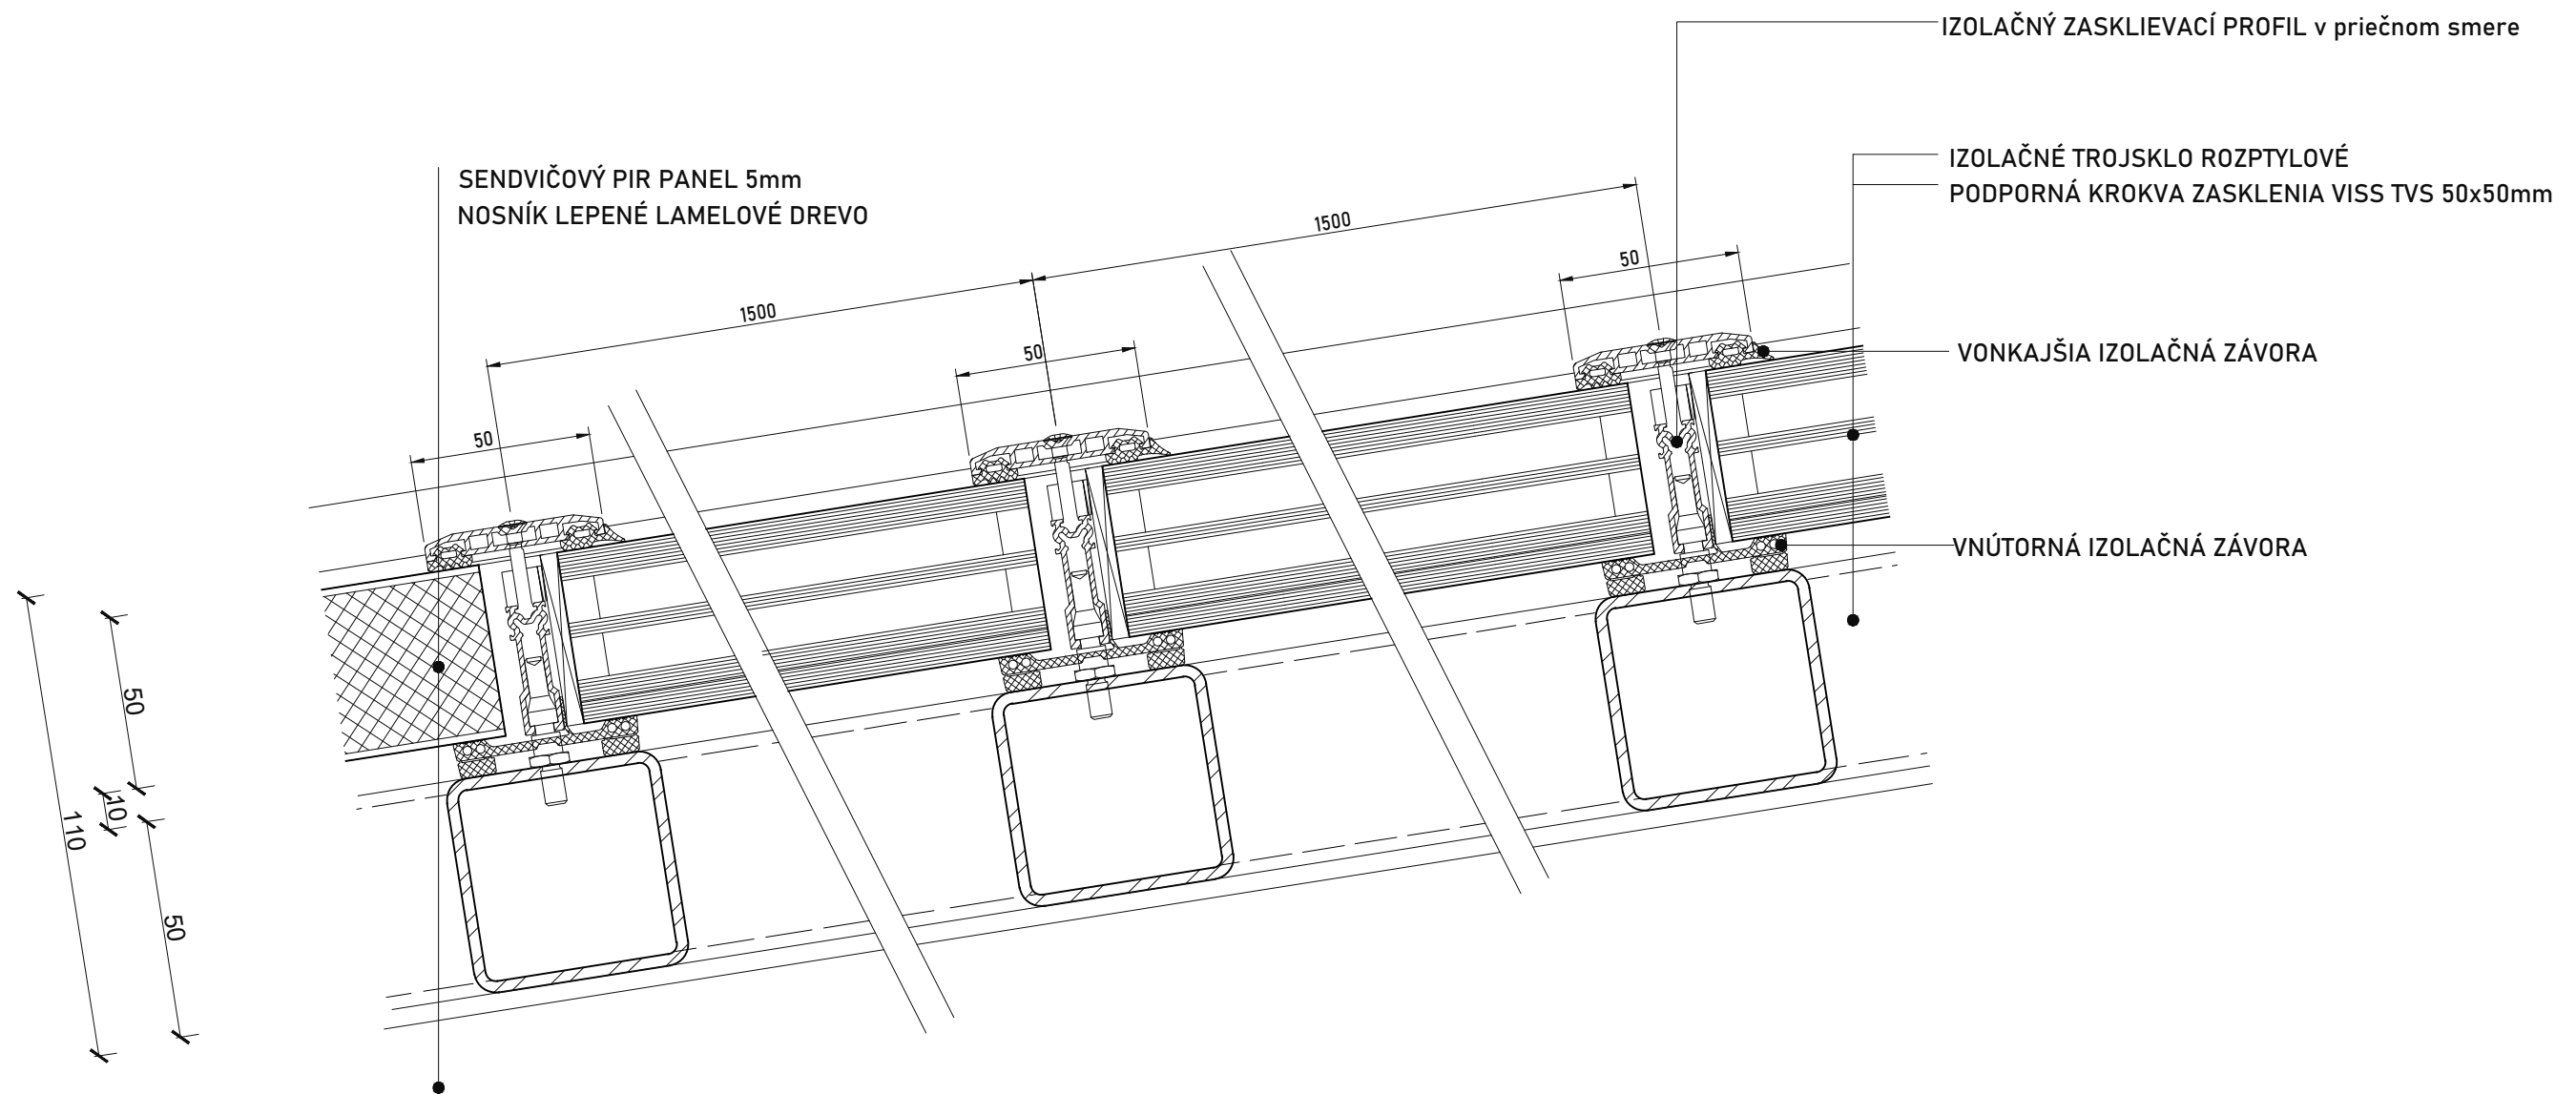 IZOLAČNÝ ZASKLIEVACÍ PROFIL v priečnom smere
IZOLAČNÉ TROJSKLO ROZPTYLOVÉ
PODPORNÁ KROKVA ZASKLENIA VISS TVS 50x50mm
SENDVIČOVÝ PIR PANEL 5mm
NOSNÍK LEPENÉ LAMELOVÉ DREVO
1500
50
1500
50
50
VONKAJŠIA IZOLAČNÁ ZÁVORA
VNÚTORNÁ IZOLAČNÁ ZÁVORA
50
10
110
50